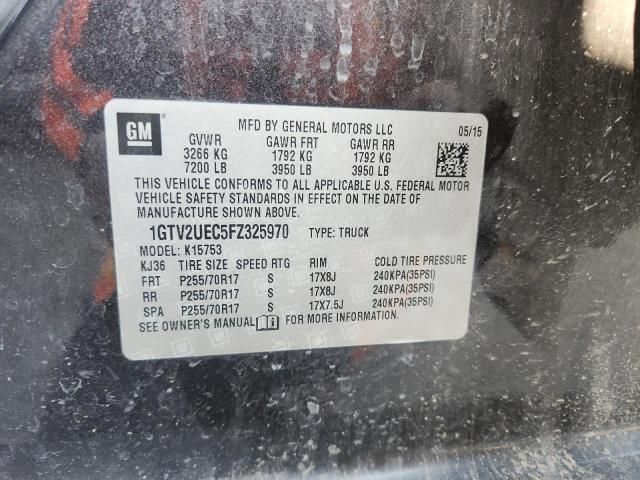 GM
MFD BY GENERAL MOTORS LLC 05/15
GVWR GAWR FRT GAWR RR
3266 KG 1792 KG 1792 KG
7200 LB 3950 LB 3950 LB
THIS VEHICLE CONFORMS TO ALL APPLICABLE U.S. FEDERAL MOTOR
VEHICLE SAFETY STANDARDS IN EFFECT ON THE DATE OF
MANUFACTURE SHOWN ABOVE.
1GTV2UEC5FZ325970 TYPE: TRUCK
MODEL: K15753
KJ36 TIRE SIZE SPEED RTG RIM COLD TIRE PRESSURE
FRT P255/70R17 S 17X8J 240KPA(35PSI)
RR P255/70R17 S 17X8J 240KPA(35PSI)
SPA P255/70R17 S 17X7.5J 240KPA(35PSI)
SEE OWNER'S MANUAL FOR MORE INFORMATION.